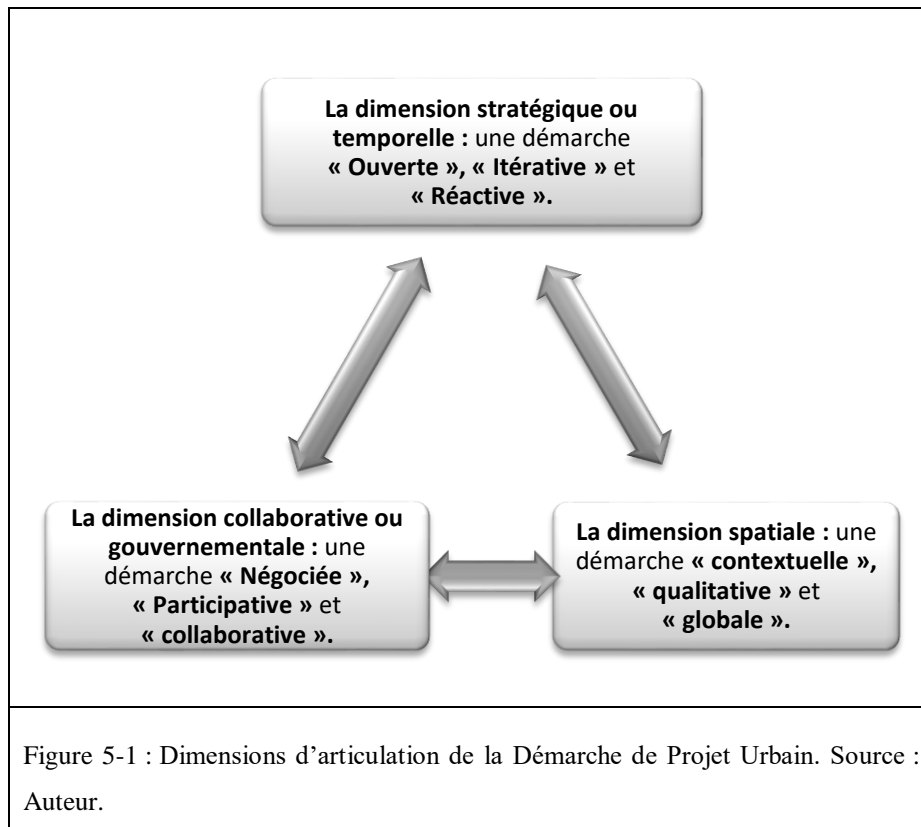 La dimension stratégique ou
temporelle : une démarche
« Ouverte », « Itérative » et
« Réactive ».
La dimension collaborative ou
gouvernementale : une
démarche « Négociée »,
« Participative » et
« collaborative ».
La dimension spatiale : une
démarche « contextuelle »,
« qualitative » et
« globale ».
Figure 5-1 : Dimensions d’articulation de la Démarche de Projet Urbain. Source :
Auteur.